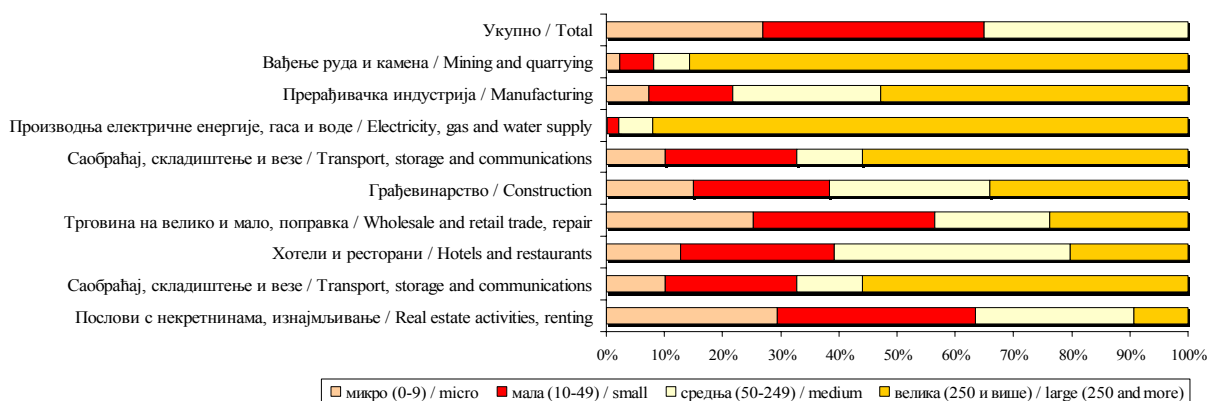 Укупно / Total
Вађење руда и камена / Mining and quarrying
Прерађивачка индустрија / Manufacturing
Производња електричне енергије, гаса и воде / Electricity, gas and water supply
Саобраћај, складиштење и везе / Transport, storage and communications
Грађевинарство / Construction
Трговина на велико и мало, поправка / Wholesale and retail trade, repair
Хотели и ресторани / Hotels and restaurants
Саобраћај, складиштење и везе / Transport, storage and communications
Послови с некретнинама, изнајмљивање / Real estate activities, renting
0% 10% 20% 30% 40% 50% 60% 70% 80% 90% 100%
микро (0-9) / micro мала (10-49) / small средња (50-249) / medium велика (250 и више) / large (250 and more)